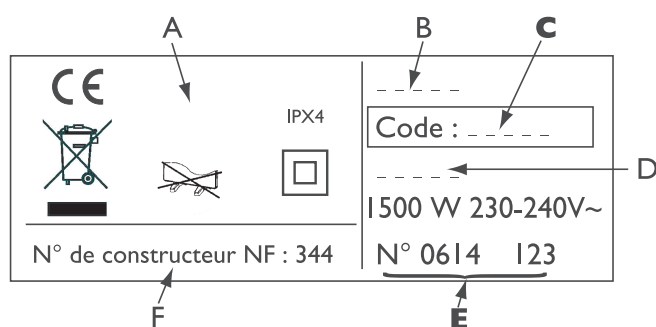 A B C
CE
IPX4
Code : _ _ _ _ _
D
1500 W 230-240V~
N° de constructeur NF : 344
N° 0614 123
F E